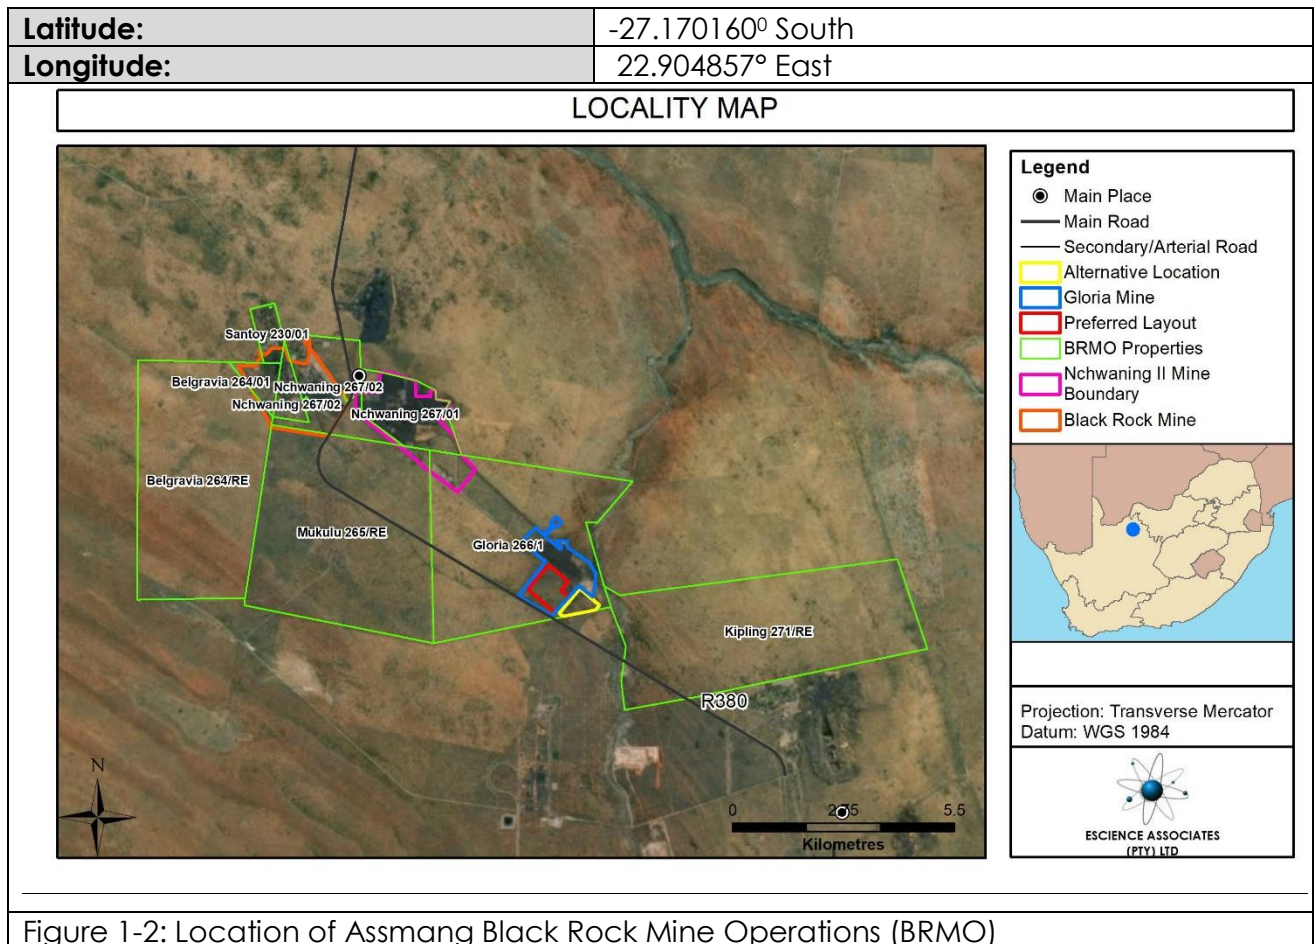 Latitude: -27.170160⁰ South
Longitude: 22.904857° East
LOCALITY MAP
Santoy 230/01
Belgravia 264/01
Nchwaning 267/02
Nchwaning 267/02
Nchwaning 267/01
Belgravia 264/RE
Mukulu 265/RE
Gloria 266/1
Kipling 271/RE
R380
N
0 2.75 5.5
Kilometres
Legend
Main Place
Main Road
Secondary/Arterial Road
Alternative Location
Gloria Mine
Preferred Layout
BRMO Properties
Nchwaning II Mine
Boundary
Black Rock Mine
Projection: Transverse Mercator
Datum: WGS 1984
ESCIENCE ASSOCIATES
(PTY) LTD
Figure 1-2: Location of Assmang Black Rock Mine Operations (BRMO)